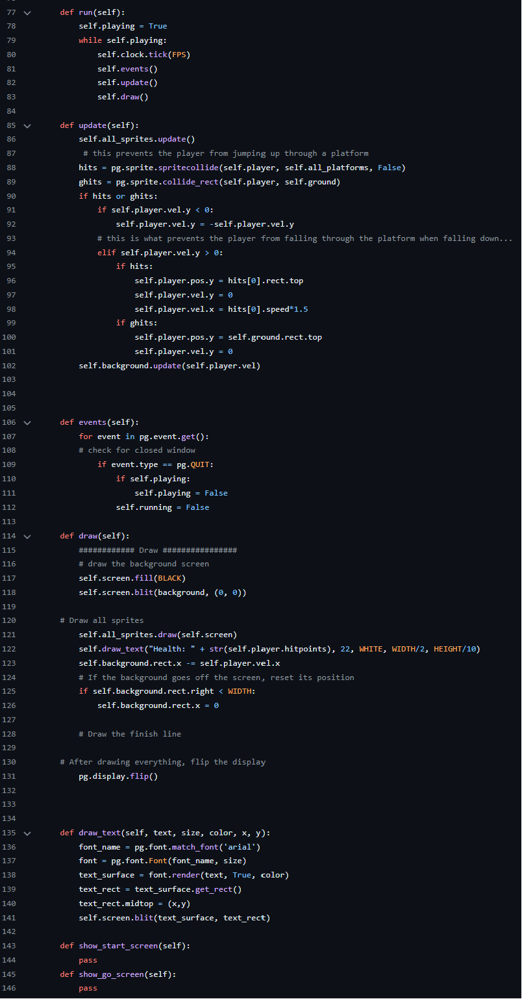 77 def run(self):
78 self.playing = True
79 while self.playing:
80 self.clock.tick(FPS)
81 self.events()
82 self.update()
83 self.draw()
84
85 def update(self):
86 self.all_sprites.update()
87 # this prevents the player from jumping up through a platform
88 hits = pg.sprite.spritecollide(self.player, self.all_platforms, False)
89 ghits = pg.sprite.collide_rect(self.player, self.ground)
90 if hits or ghits:
91 if self.player.vel.y < 0:
92 self.player.vel.y = -self.player.vel.y
93 # this is what prevents the player from falling through the platform when falling down...
94 elif self.player.vel.y > 0:
95 if hits:
96 self.player.pos.y = hits[0].rect.top
97 self.player.vel.y = 0
98 self.player.vel.x = hits[0].speed*1.5
99 if ghits:
100 self.player.pos.y = self.ground.rect.top
101 self.player.vel.y = 0
102 self.background.update(self.player.vel)
103
104
105
106 def events(self):
107 for event in pg.event.get():
108 # check for closed window
109 if event.type == pg.QUIT:
110 if self.playing:
111 self.playing = False
112 self.running = False
113
114 def draw(self):
115 ############ Draw ################
116 # draw the background screen
117 self.screen.fill(BLACK)
118 self.screen.blit(background, (0, 0))
119
120 # Draw all sprites
121 self.all_sprites.draw(self.screen)
122 self.draw_text("Health: " + str(self.player.hitpoints), 22, WHITE, WIDTH/2, HEIGHT/10)
123 self.background.rect.x -= self.player.vel.x
124 # If the background goes off the screen, reset its position
125 if self.background.rect.right < WIDTH:
126 self.background.rect.x = 0
127
128 # Draw the finish line
129
130 # After drawing everything, flip the display
131 pg.display.flip()
132
133
134
135 def draw_text(self, text, size, color, x, y):
136 font_name = pg.font.match_font('arial')
137 font = pg.font.Font(font_name, size)
138 text_surface = font.render(text, True, color)
139 text_rect = text_surface.get_rect()
140 text_rect.midtop = (x,y)
141 self.screen.blit(text_surface, text_rect)
142
143 def show_start_screen(self):
144 pass
145 def show_go_screen(self):
146 pass